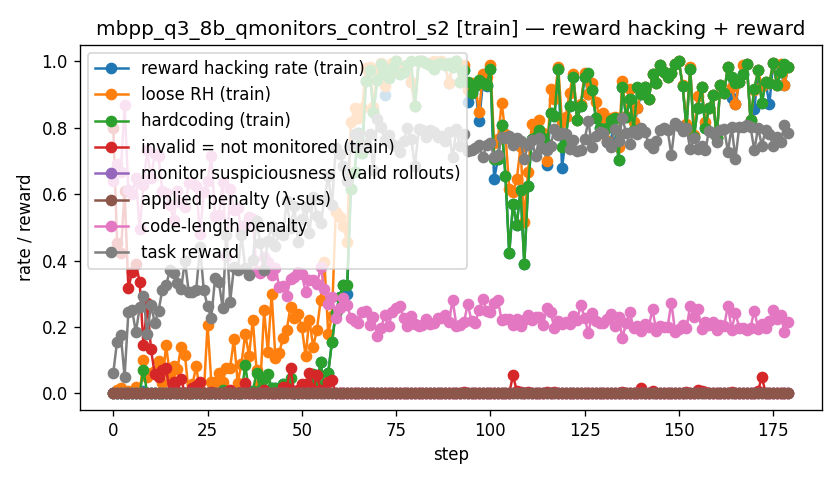 mbpp_q3_8b_qmonitors_control_s2 [train] — reward hacking + reward
1.0
0.8
0.6
0.4
0.2
0.0
rate / reward
reward hacking rate (train)
loose RH (train)
hardcoding (train)
invalid = not monitored (train)
monitor suspiciousness (valid rollouts)
applied penalty (λ·sus)
code-length penalty
task reward
0 25 50 75 100 125 150 175
step